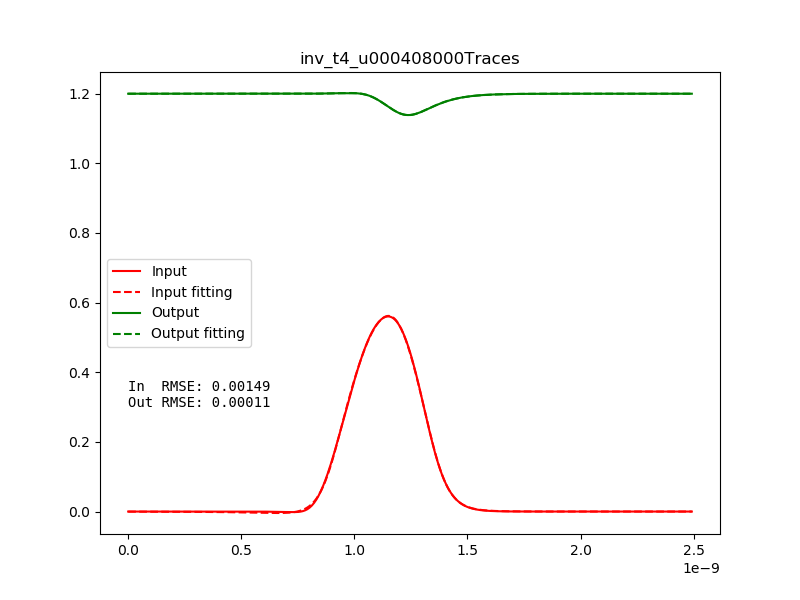 inv_t4_u000408000Traces
1.2
1.0
0.8
0.6
0.4
0.2
0.0
Input
Input fitting
Output
Output fitting
In  RMSE: 0.00149
Out RMSE: 0.00011
0.0 0.5 1.0 1.5 2.0 2.5
1e−9